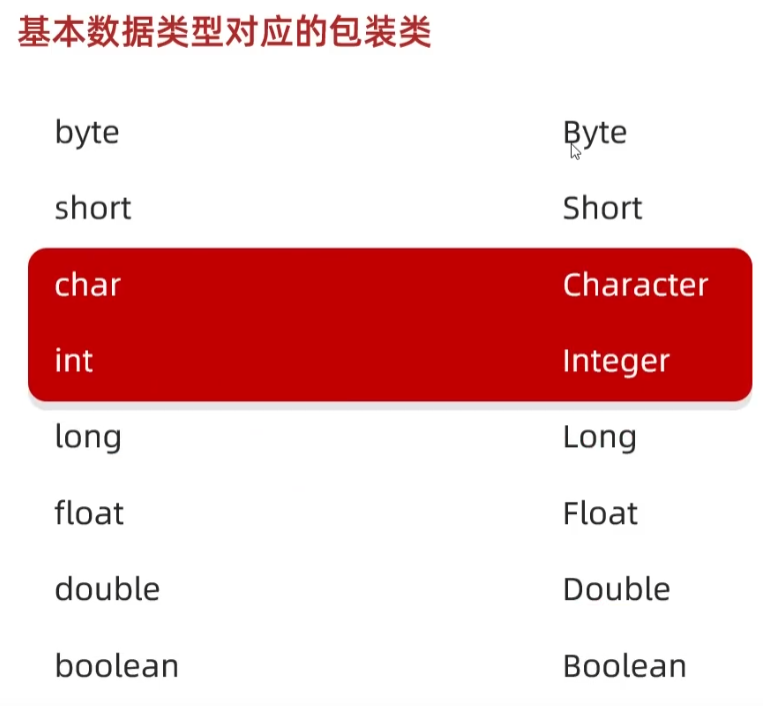 基本数据类型对应的包装类
byte Byte
short Short
char Character
int Integer
long Long
float Float
double Double
boolean Boolean